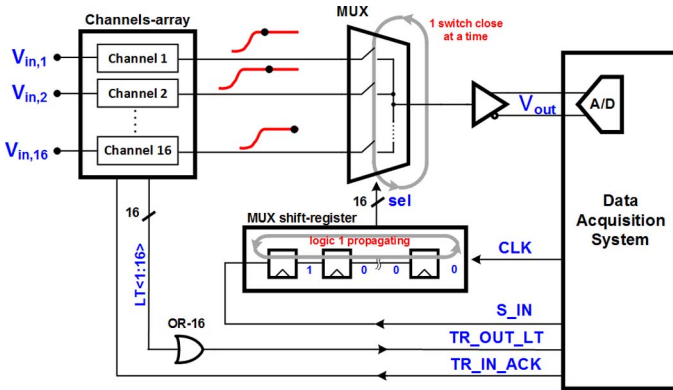 Channels-array
MUX
1 switch close
at a time
V_in,1
Channel 1
V_in,2
Channel 2
V_in,16
Channel 16
V_out
A/D
16
LT<1:16>
16
sel
MUX shift-register
logic 1 propagating
1
0
0
0
Data
Acquisition
System
CLK
S_IN
OR-16
TR_OUT_LT
TR_IN_ACK